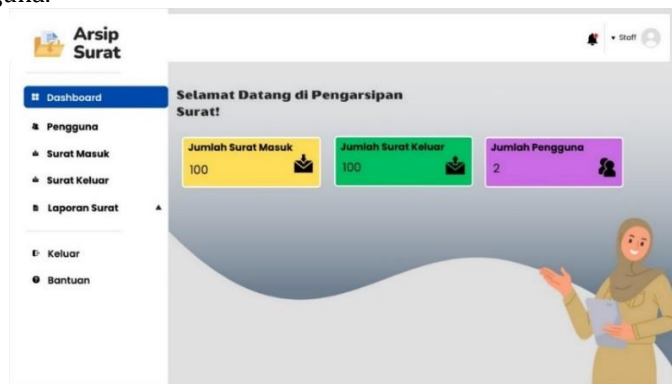 Arsip
Surat
Staff
Dashboard
Pengguna
Surat Masuk
Surat Keluar
Laporan Surat
Keluar
Bantuan
Selamat Datang di Pengarsipan
Surat!
Jumlah Surat Masuk
100
Jumlah Surat Keluar
100
Jumlah Pengguna
2